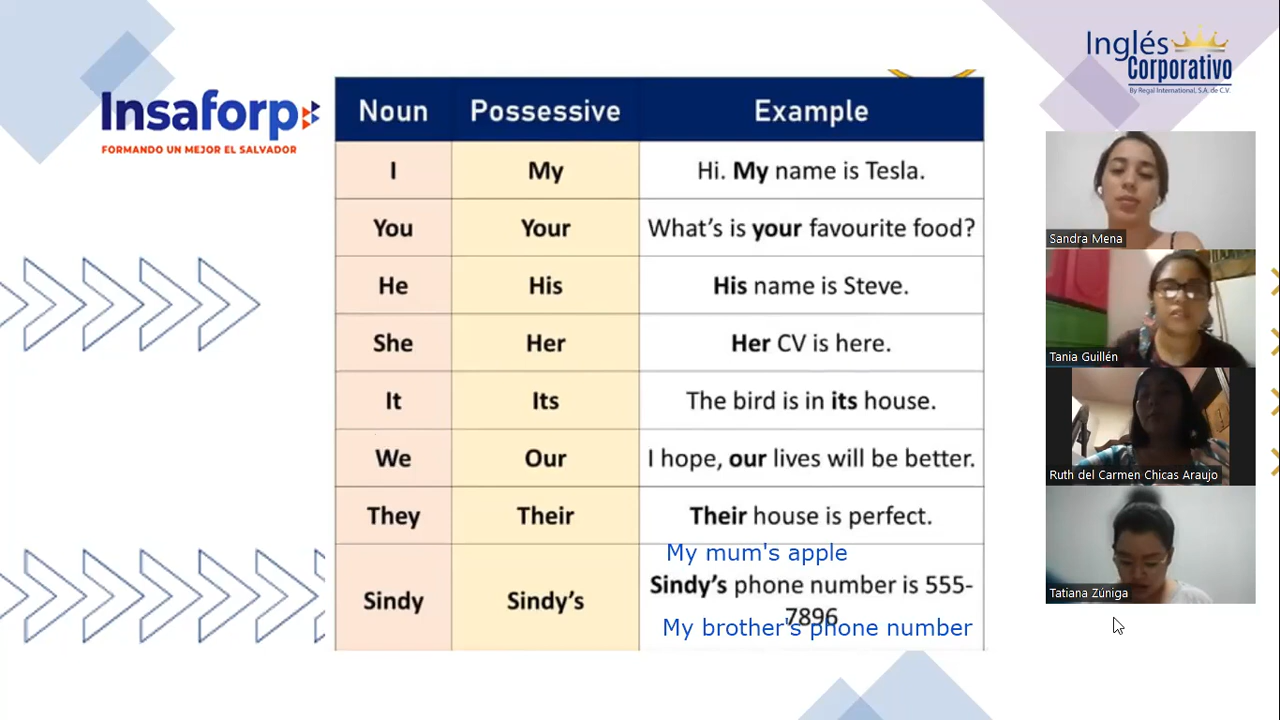 Insaforp
FORMANDO UN MEJOR EL SALVADOR
Inglés
Corporativo
By Regal International, S.A. de C.V.
Noun Possessive Example
I My Hi. My name is Tesla.
You Your What's is your favourite food?
He His His name is Steve.
She Her Her CV is here.
It Its The bird is in its house.
We Our I hope, our lives will be better.
They Their Their house is perfect.
My mum's apple
Sindy Sindy's Sindy's phone number is 555-
7896
My brother's phone number
Sandra Mena
Tania Guillén
Ruth del Carmen Chicas Araujo
Tatiana Zúniga